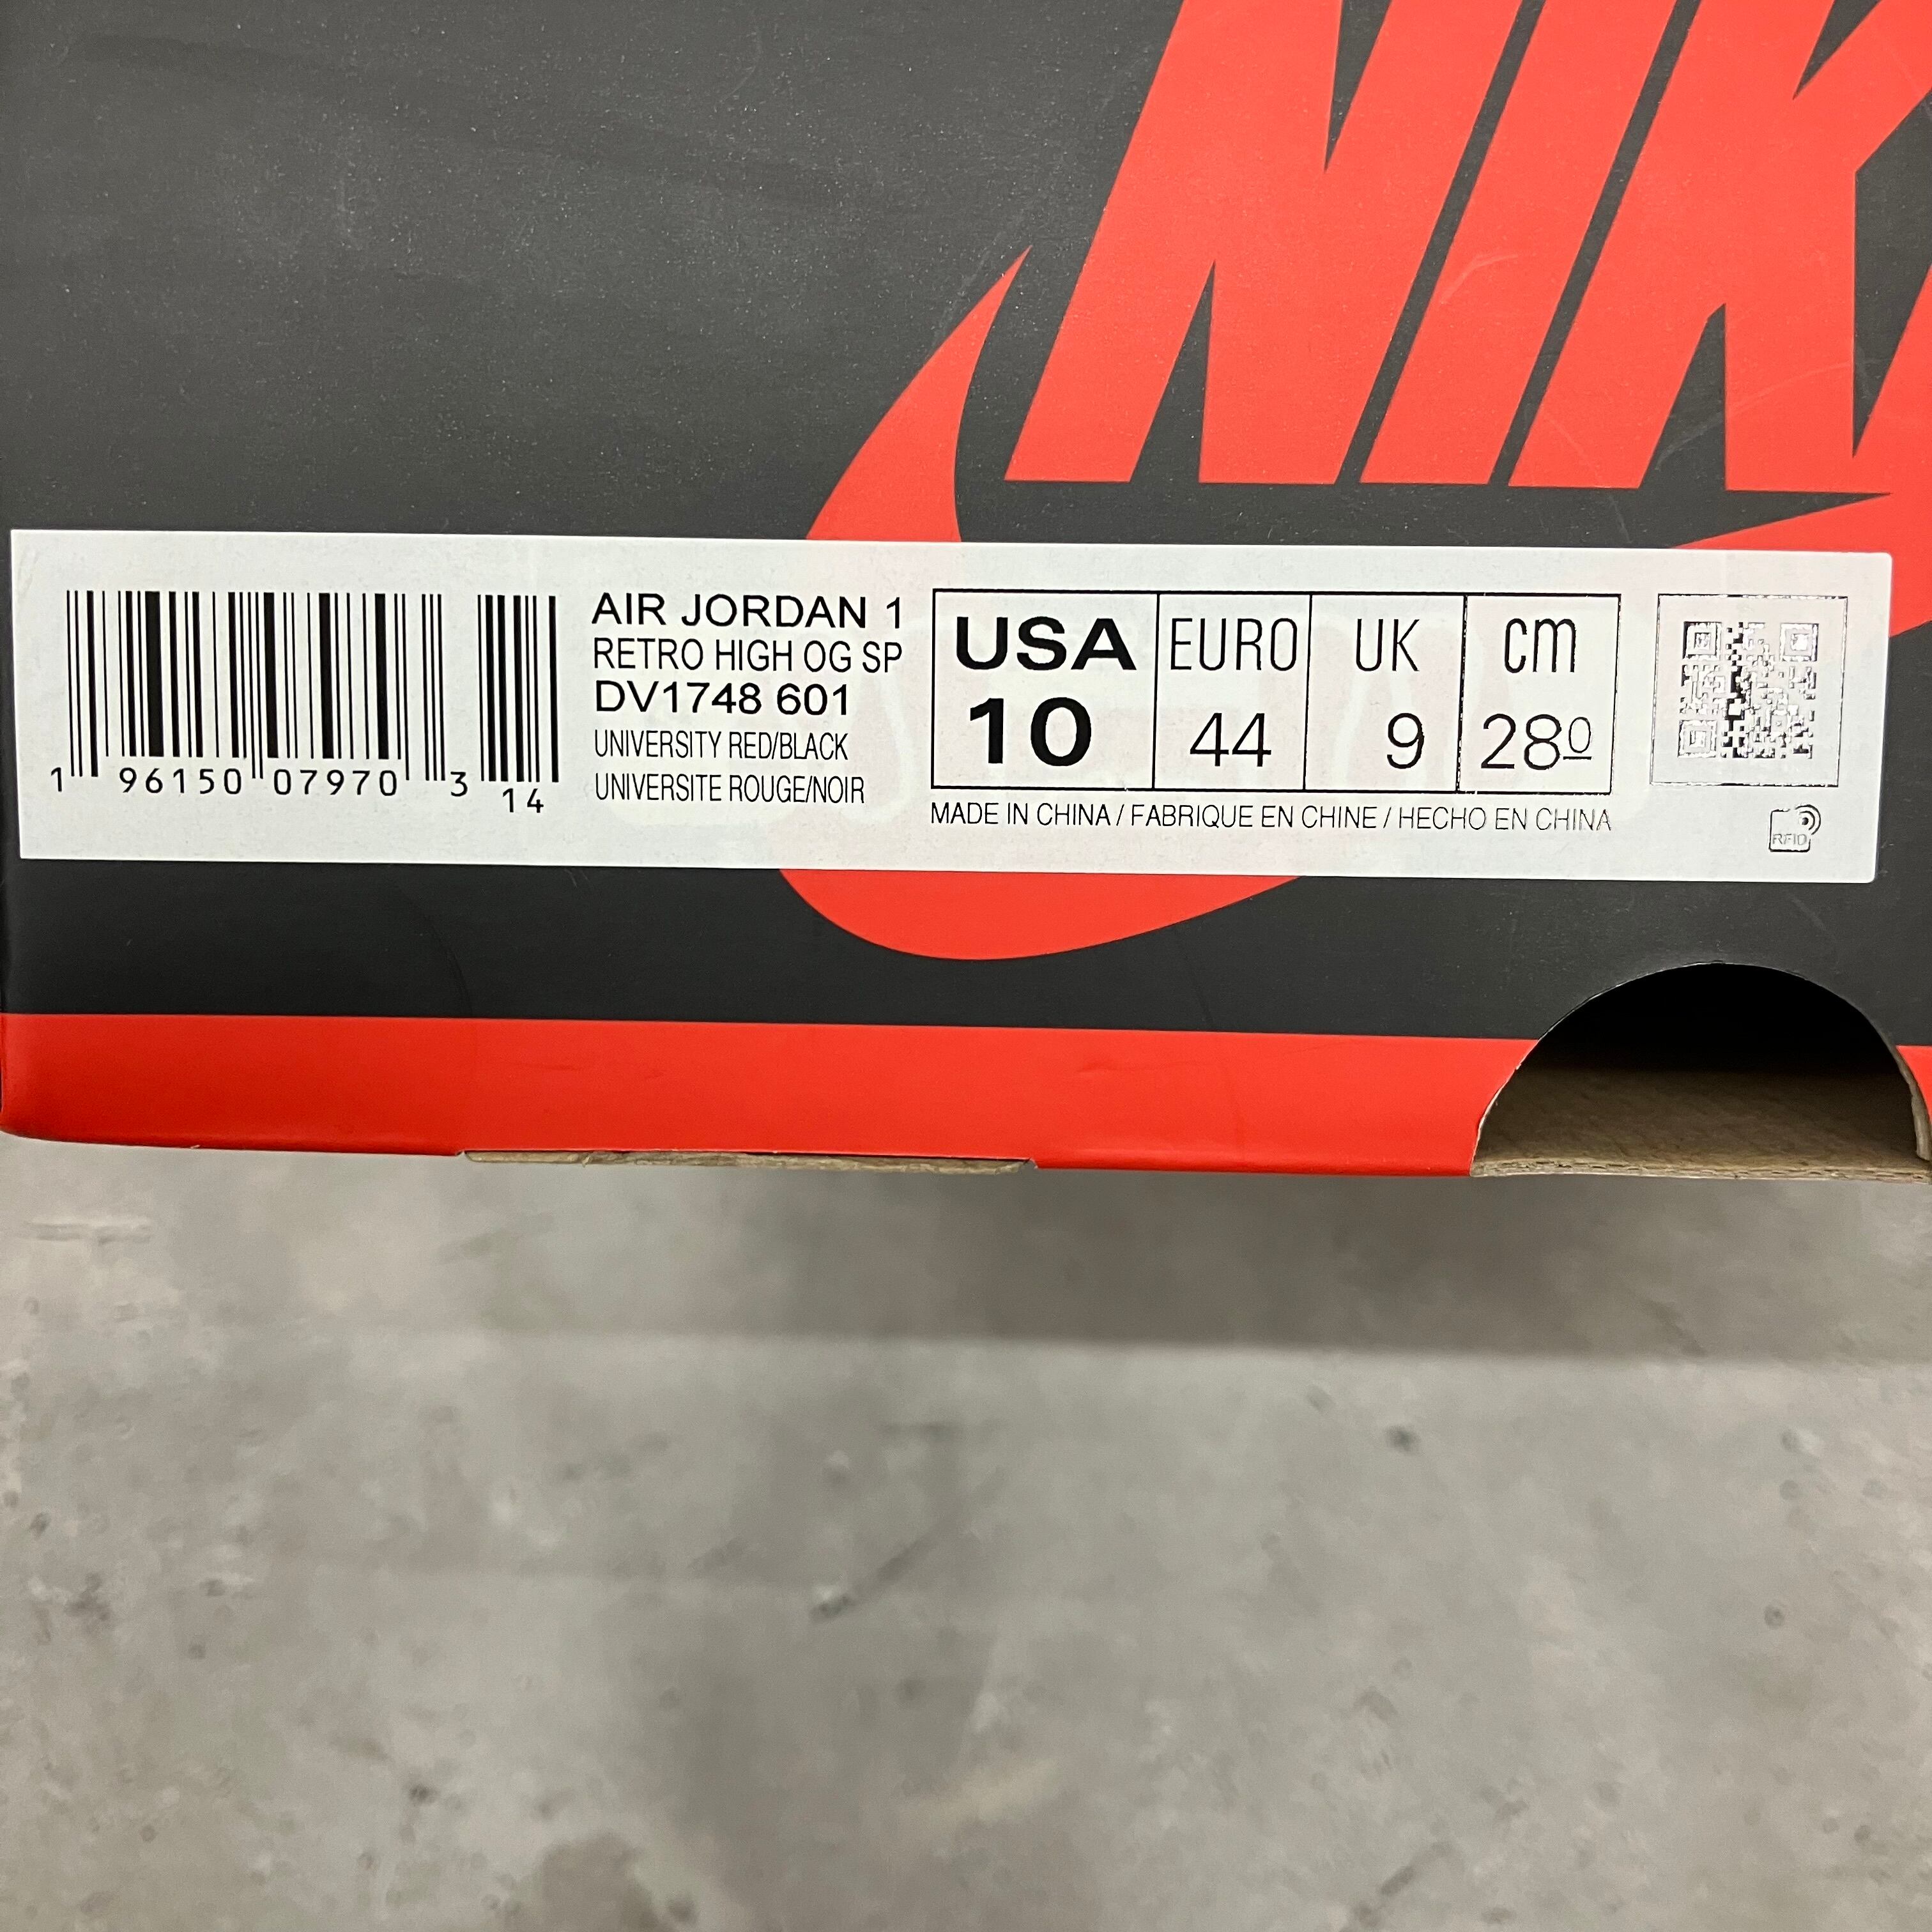 NIK
AIR JORDAN 1
RETRO HIGH OG SP
DV1748 601
UNIVERSITY RED/BLACK
UNIVERSITE ROUGE/NOIR
1 96150 07970 3 14
USA EURO UK cm
10 44 9 280
MADE IN CHINA / FABRIQUE EN CHINE / HECHO EN CHINA
RFID